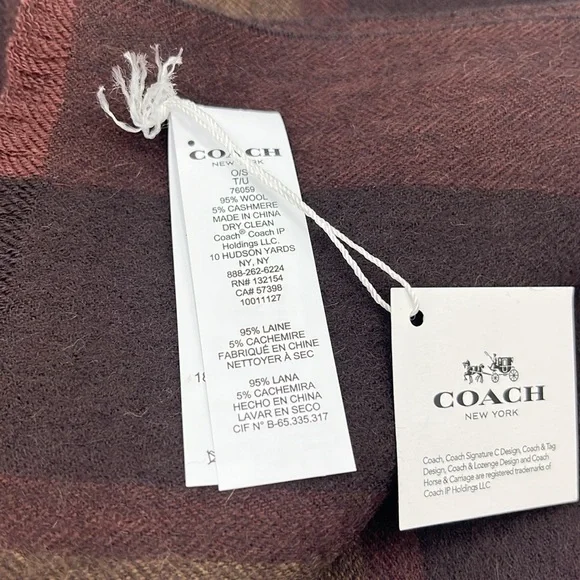 COACH
NEW YORK
O/S
T/U
76059
95% WOOL
5% CASHMERE
MADE IN CHINA
DRY CLEAN
Coach® Coach IP
Holdings LLC.
10 HUDSON YARDS
NY, NY
888-262-6224
RN# 132154
CA# 57398
10011127
95% LAINE
5% CACHEMIRE
FABRIQUÉ EN CHINE
NETTOYER À SEC
95% LANA
5% CACHEMIRA
HECHO EN CHINA
LAVAR EN SECO
CIF N° B-65.335.317
18
COACH
NEW YORK
Coach, Coach Signature C Design, Coach & Tag
Design, Coach & Lozenge Design and Coach
Horse & Carriage are registered trademarks of
Coach IP Holdings LLC